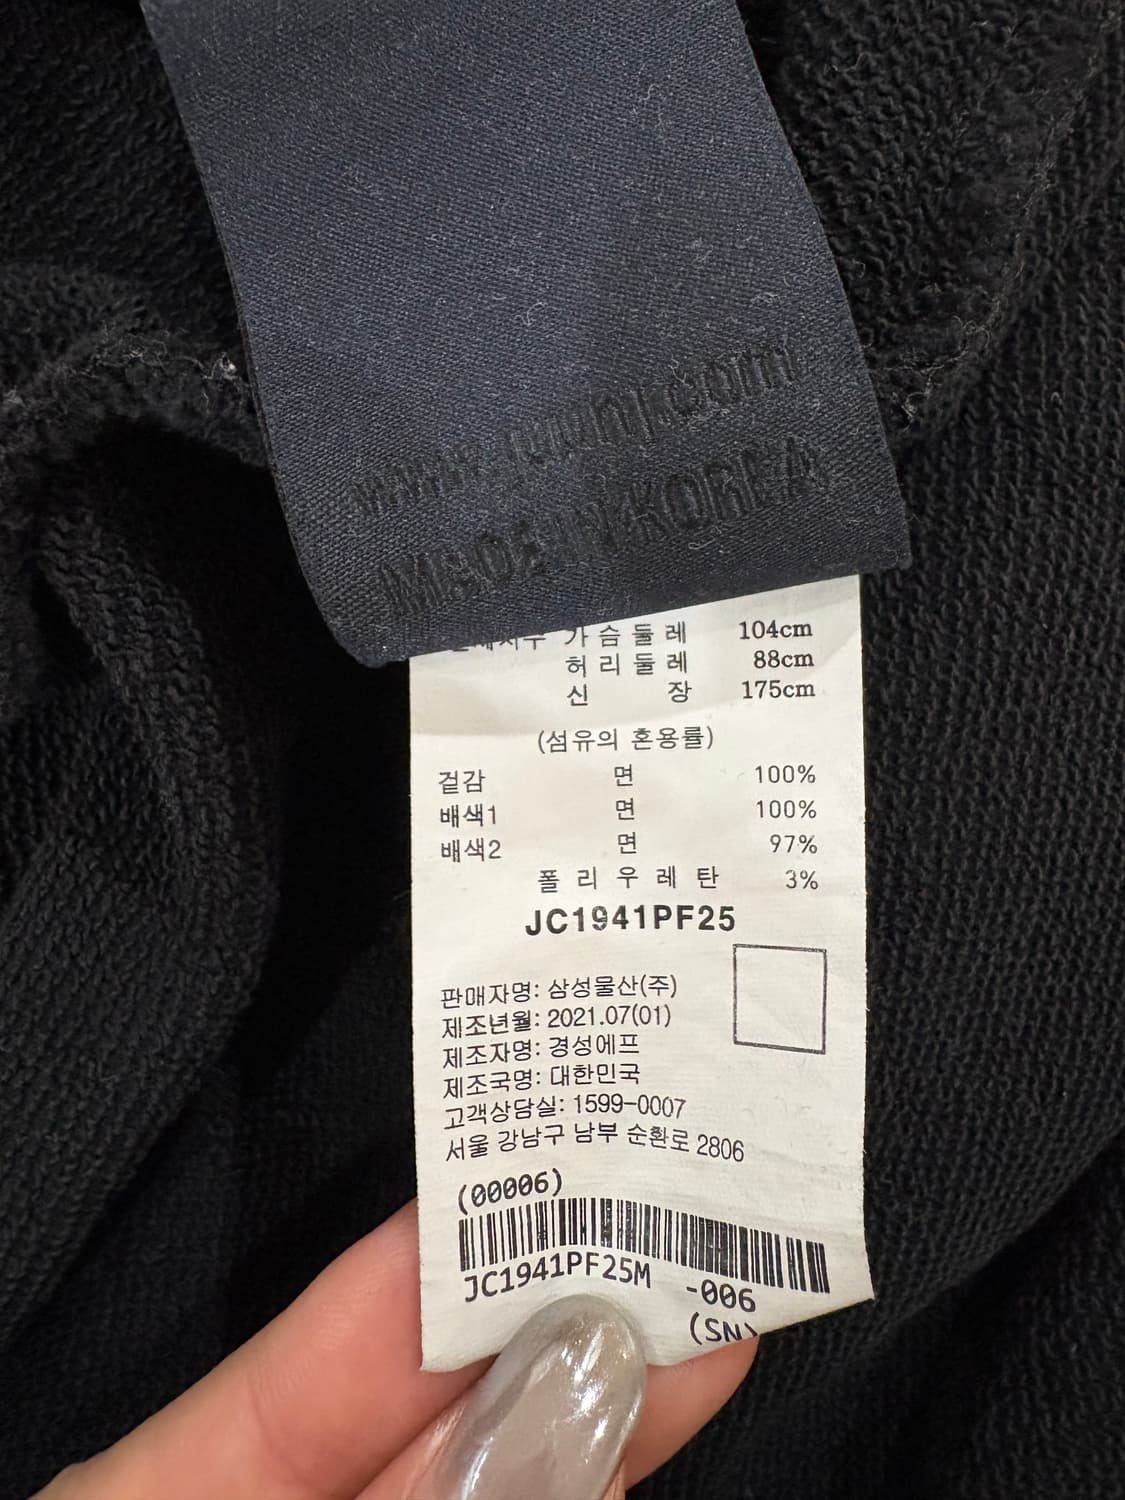 www.juunj.com
MADE IN KOREA
가슴둘레 104cm
허리둘레 88cm
신 장 175cm
(섬유의 혼용률)
겉감 면 100%
배색1 면 100%
배색2 면 97%
폴리우레탄 3%
JC1941PF25
판매자명: 삼성물산(주)
제조년월: 2021.07(01)
제조자명: 경성에프
제조국명: 대한민국
고객상담실: 1599-0007
서울 강남구 남부 순환로 2806
(00006)
JC1941PF25M -006
(SN)